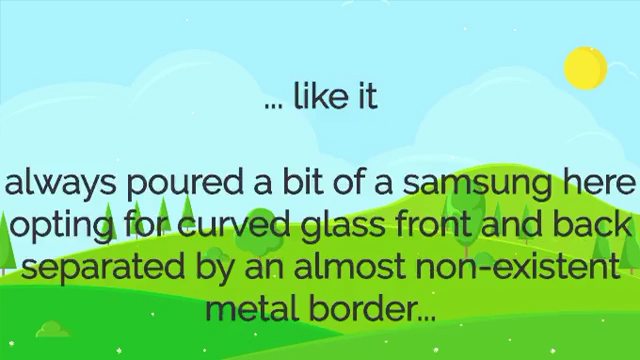 ... like it
always poured a bit of a samsung here
opting for curved glass front and back
separated by an almost non-existent
metal border...